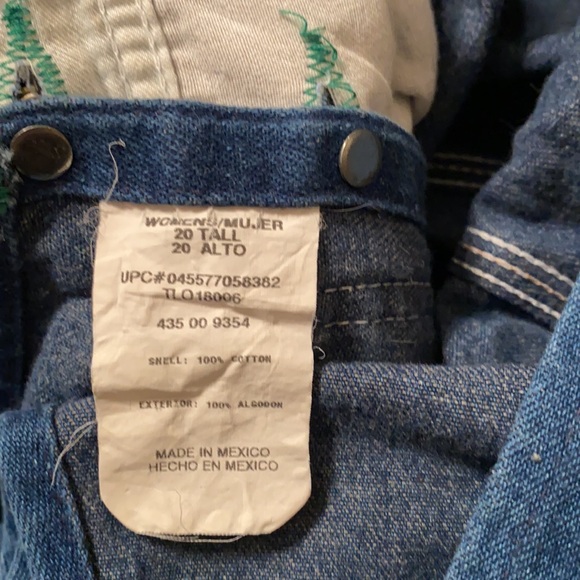 WOMENS/MUJER
20 TALL
20 ALTO
UPC#045577058382
TLO18006
435 00 9354
SHELL: 100% COTTON
EXTERIOR: 100% ALGODON
MADE IN MEXICO
HECHO EN MEXICO